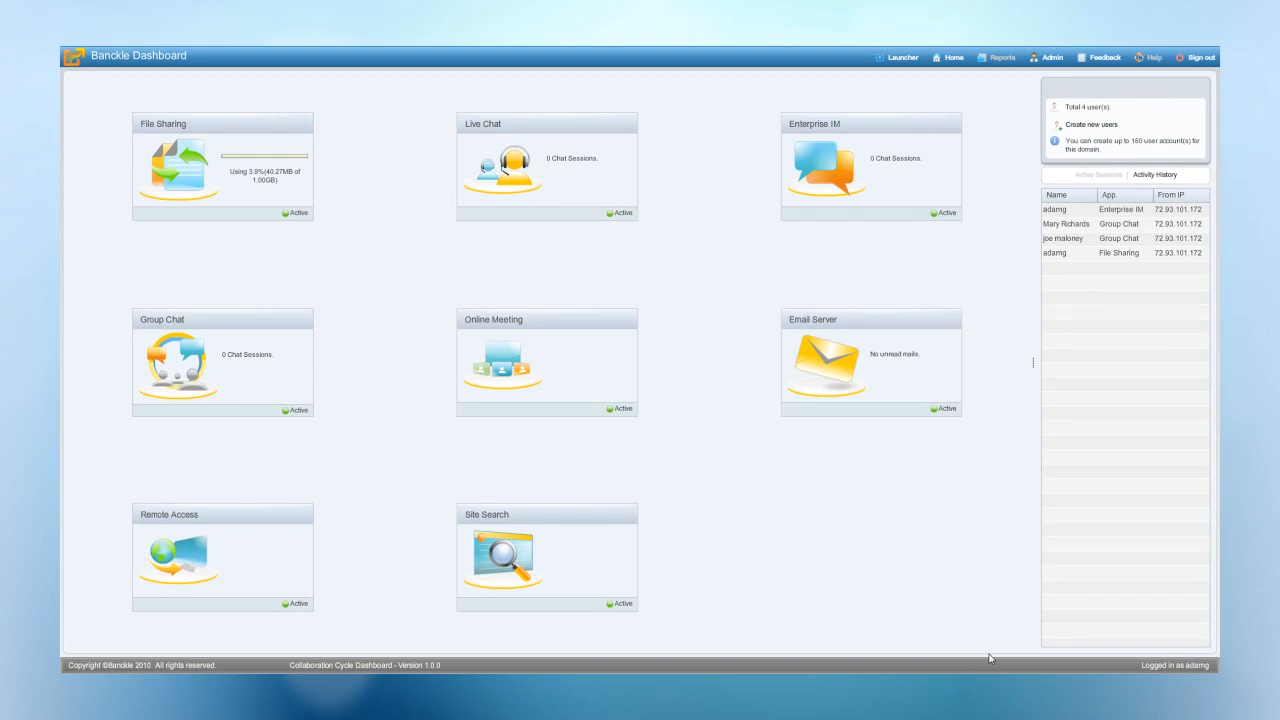 Banckle Dashboard
Launcher Home Reports Admin Feedback Help Sign out
File Sharing
Using 3.9%(40.27MB of
1.00GB)
Active
Live Chat
0 Chat Sessions.
Active
Enterprise IM
0 Chat Sessions.
Active
Group Chat
0 Chat Sessions.
Active
Online Meeting
Active
Email Server
No unread mails.
Active
Remote Access
Active
Site Search
Active
Total 4 user(s).
Create new users
You can create up to 160 user account(s) for
this domain.
Active Sessions | Activity History
Name App. From IP
adamg Enterprise IM 72.93.101.172
Mary Richards Group Chat 72.93.101.172
joe maloney Group Chat 72.93.101.172
adamg File Sharing 72.93.101.172
Copyright ©Banckle 2010. All rights reserved. Collaboration Cycle Dashboard - Version 1.0.0 Logged in as adamg